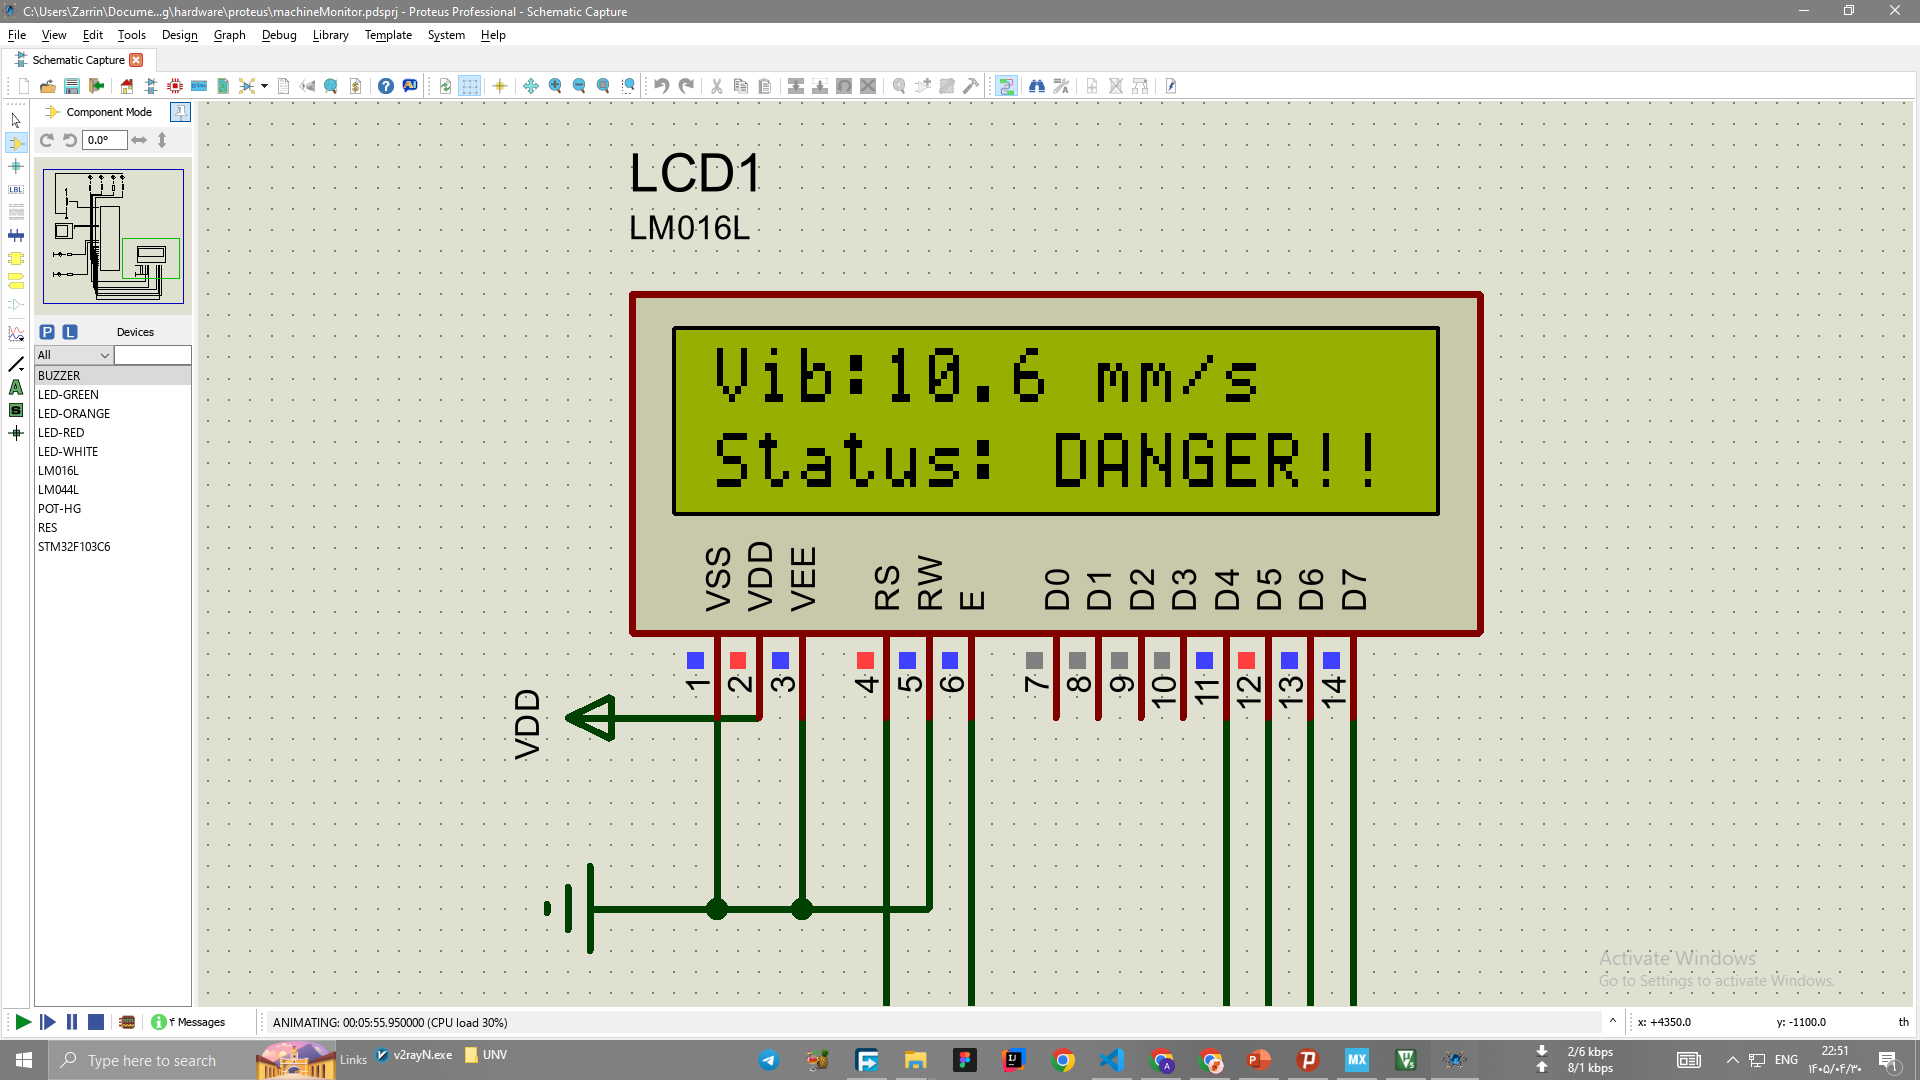 C:\Users\Zarrin\Docume...g\hardware\proteus\machineMonitor.pdsprj - Proteus Professional - Schematic Capture
File View Edit Tools Design Graph Debug Library Template System Help
Schematic Capture
Component Mode
0.0°
LBL
P L Devices
All
BUZZER
LED-GREEN
LED-ORANGE
LED-RED
LED-WHITE
LM016L
LM044L
POT-HG
RES
STM32F103C6
LCD1
LM016L
Vib:10.6 mm/s
Status: DANGER!!
VSS VDD VEE RS RW E D0 D1 D2 D3 D4 D5 D6 D7
1 2 3 4 5 6 7 8 9 10 11 12 13 14
VDD
Activate Windows
Go to Settings to activate Windows.
۴ Messages
ANIMATING: 00:05:55.950000 (CPU load 30%)
x: +4350.0 y: -1100.0 th
Type here to search
Links v2rayN.exe UNV
2/6 kbps
8/1 kbps
ENG
22:51
۱۴۰۵/۰۴/۳۰